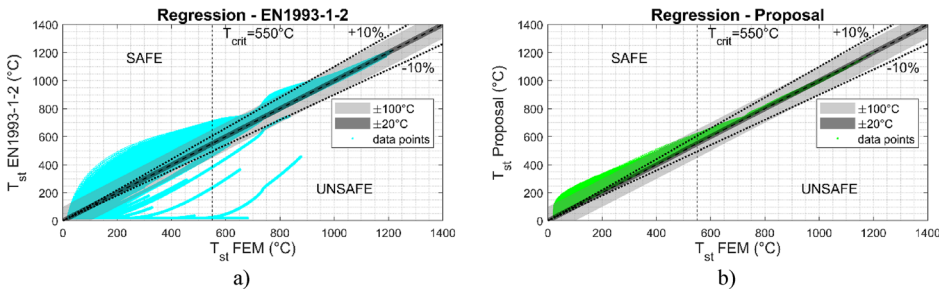 Regression - EN1993-1-2
T_crit=550°C
+10%
SAFE
-10%
±100°C
±20°C
data points
UNSAFE
T_st EN1993-1-2 (°C)
1400
1200
1000
800
600
400
200
0
0 200 400 600 800 1000 1200 1400
T_st FEM (°C)
a)
Regression - Proposal
T_crit=550°C
+10%
SAFE
-10%
±100°C
±20°C
data points
UNSAFE
T_st Proposal (°C)
1400
1200
1000
800
600
400
200
0
0 200 400 600 800 1000 1200 1400
T_st FEM (°C)
b)